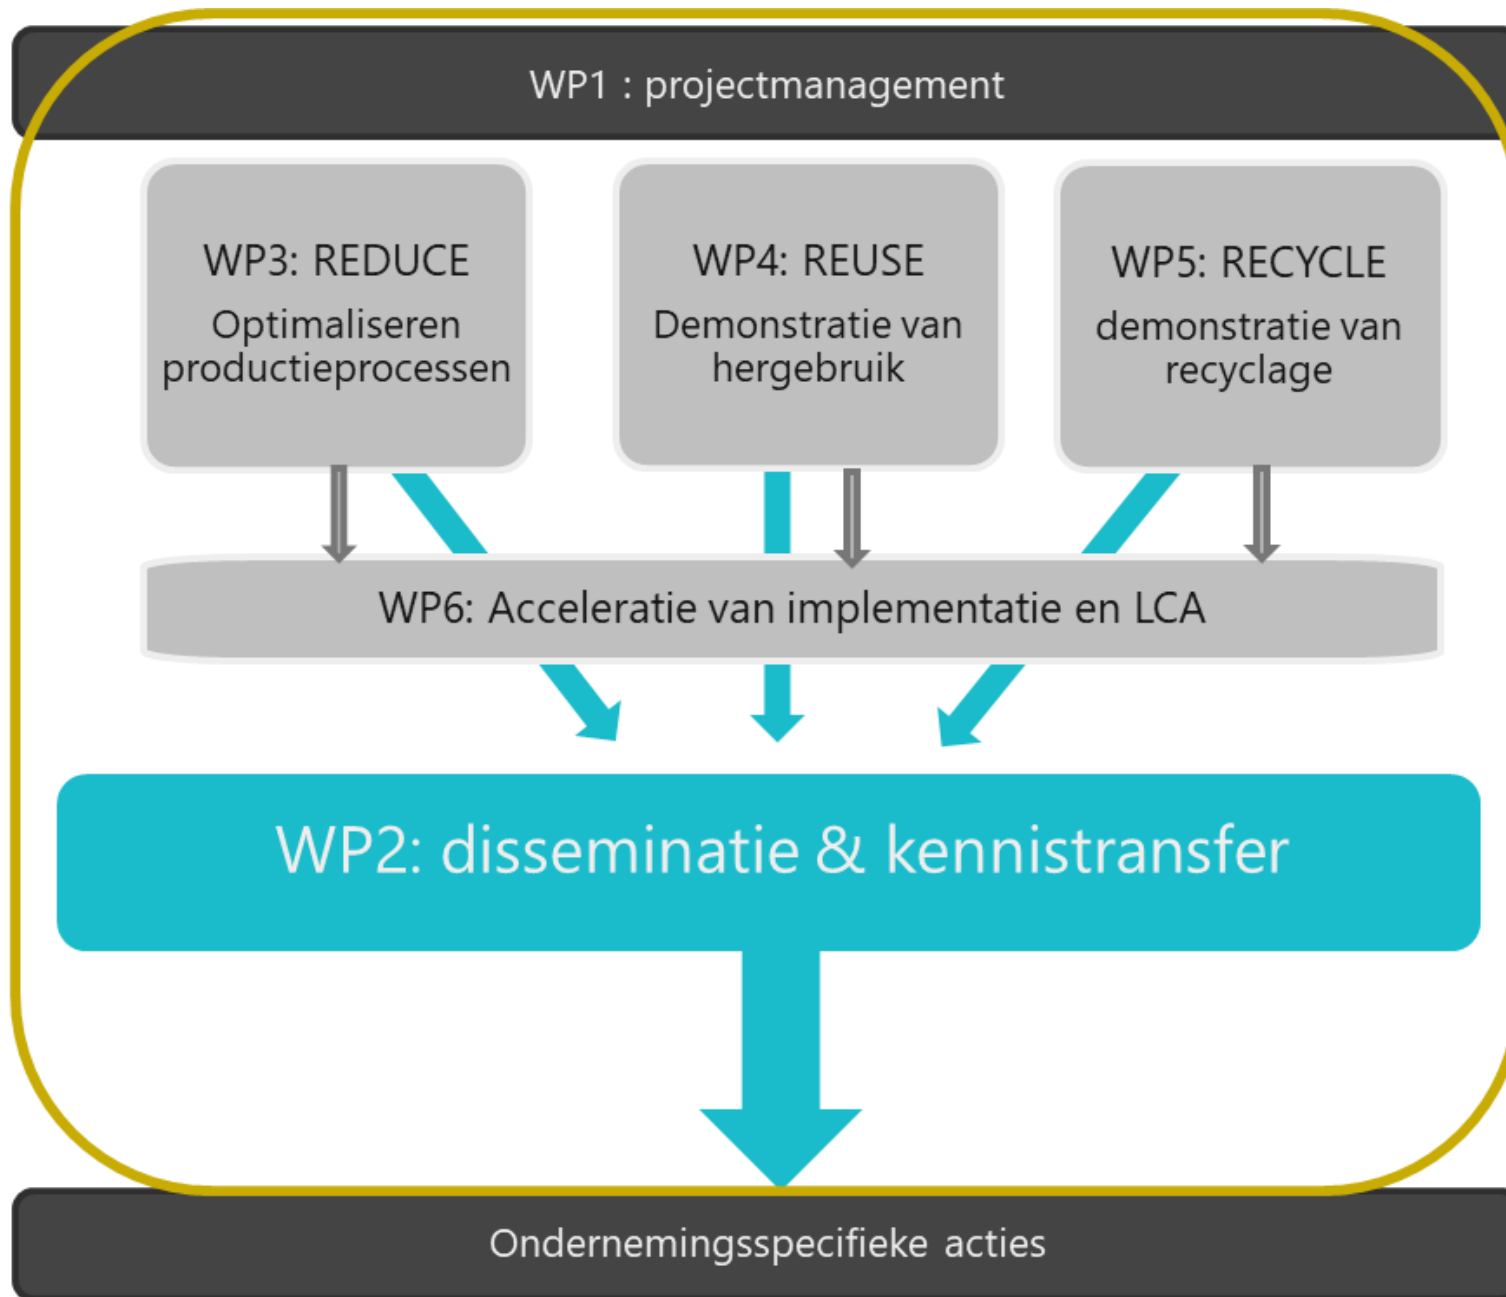 WP1 : projectmanagement
WP3: REDUCE
Optimaliseren
productieprocessen
WP4: REUSE
Demonstratie van
hergebruik
WP5: RECYCLE
demonstratie van
recyclage
WP6: Acceleratie van implementatie en LCA
WP2: disseminatie & kennistransfer
Ondernemingsspecifieke acties